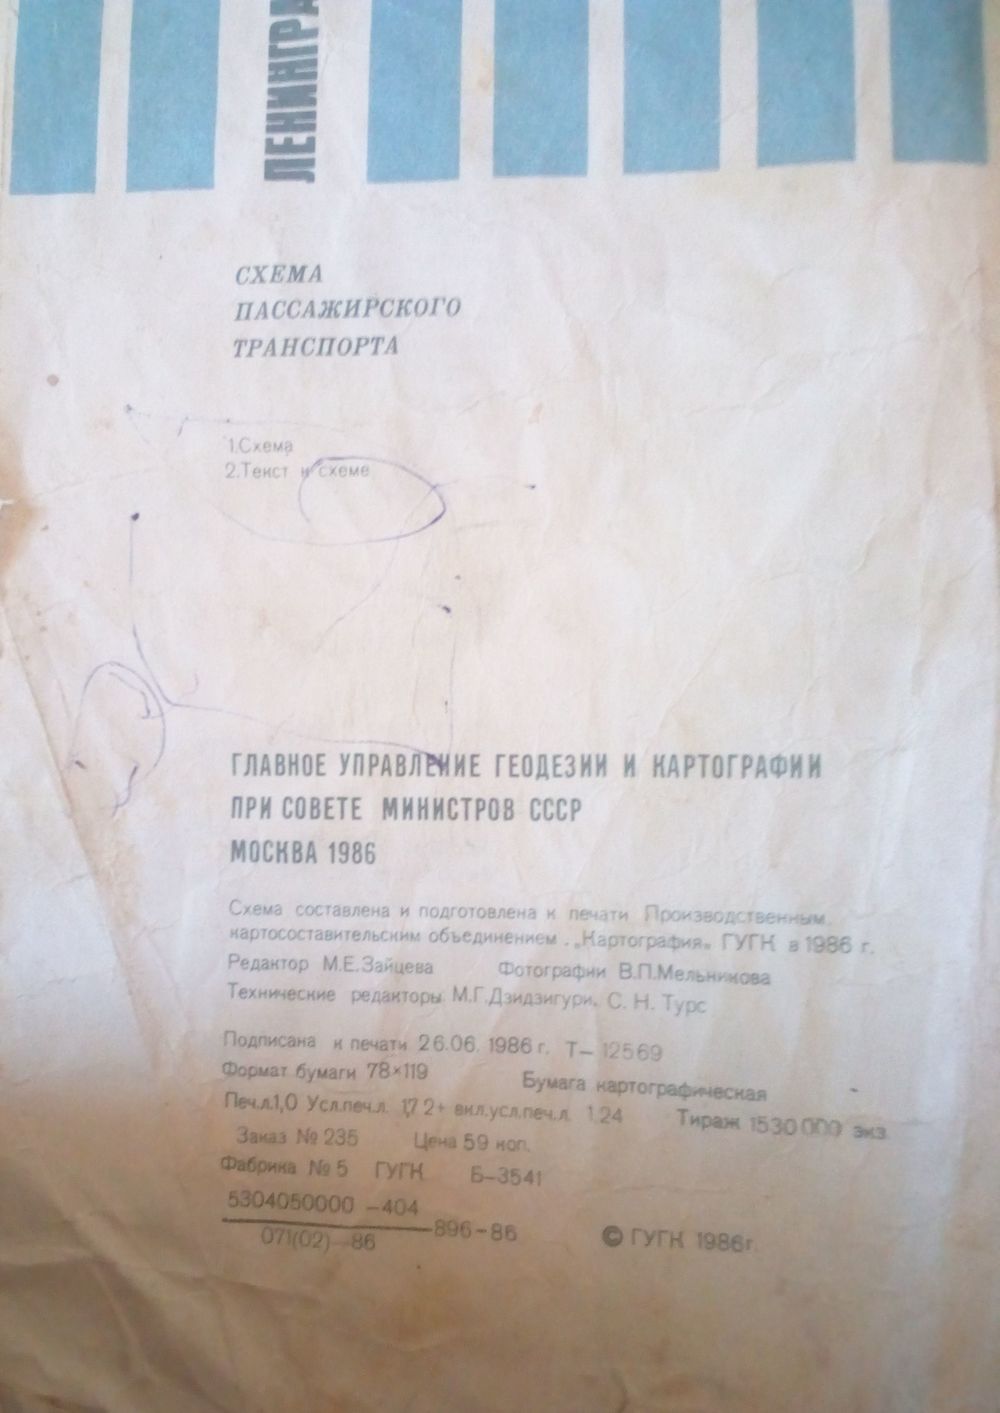 ЛЕНИНГРА
СХЕМА
ПАССАЖИРСКОГО
ТРАНСПОРТА
1.Схема
2.Текст к схеме
ГЛАВНОЕ УПРАВЛЕНИЕ ГЕОДЕЗИИ И КАРТОГРАФИИ
ПРИ СОВЕТЕ МИНИСТРОВ СССР
МОСКВА 1986
Схема составлена и подготовлена к печати Производственным
картосоставительским объединением „Картография„ ГУГК в 1986 г.
Редактор М.Е.Зайцева Фотографии В.П.Мельникова
Технические редакторы М.Г.Дзидзигури, С. Н. Турс
Подписана к печати 26.06. 1986 г. Т- 12569
Формат бумаги 78×119 Бумага картографическая
Печ.л.1,0 Усл.печ.л. 1,72+ вкл.усл.печ.л. 1.24 Тираж 1530 000 экз.
Заказ № 235 Цена 59 коп.
Фабрика № 5 ГУГК Б-3541
5304050000 -404
071(02)-86
896-86 © ГУГК 1986г.